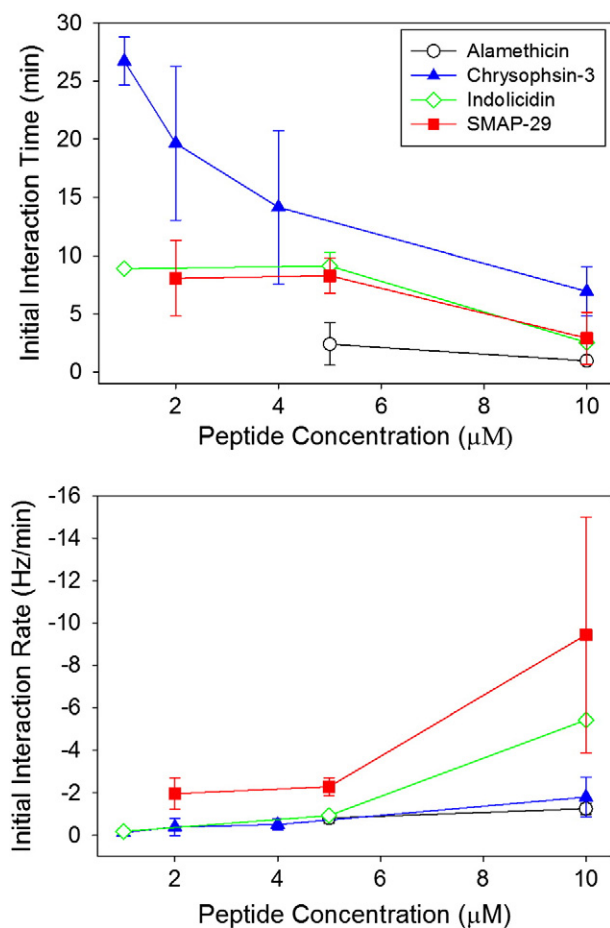 30
25
20
15
10
5
0
Initial Interaction Time (min)
Alamethicin
Chrysophsin-3
Indolicidin
SMAP-29
2 4 6 8 10
Peptide Concentration (μM)
-16
-14
-12
-10
-8
-6
-4
-2
0
Initial Interaction Rate (Hz/min)
2 4 6 8 10
Peptide Concentration (μM)